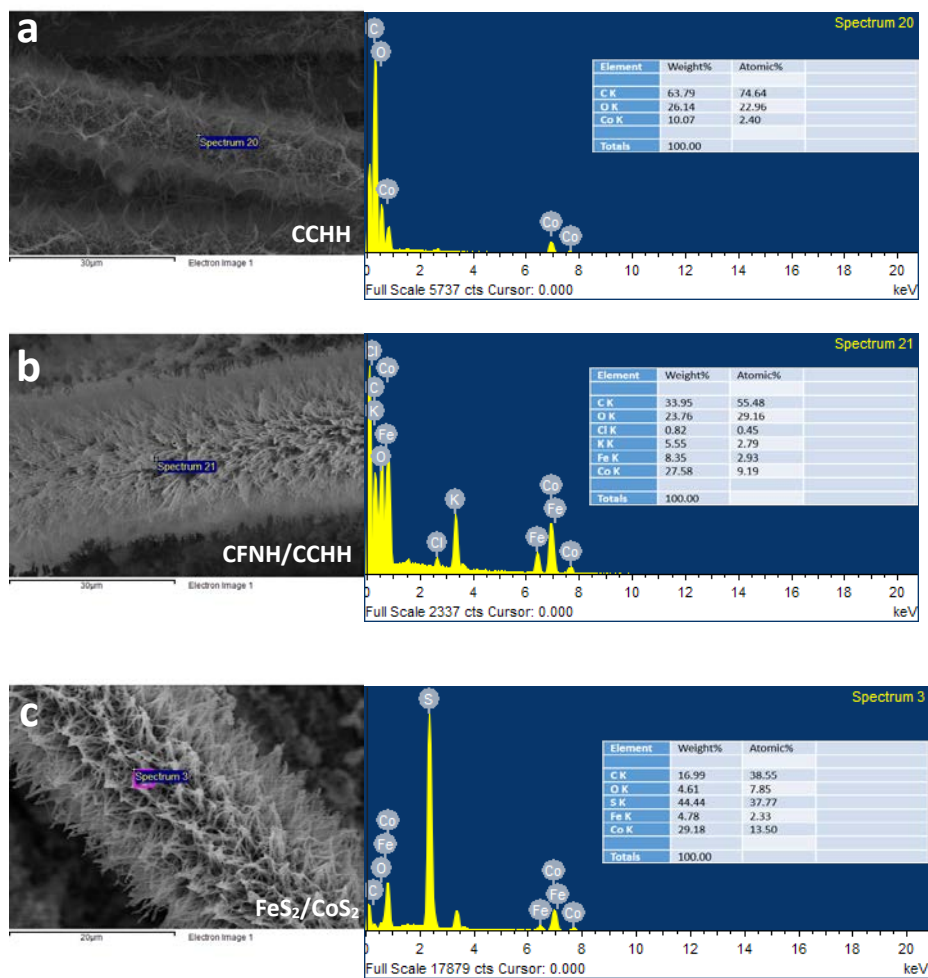 a
Spectrum 20
CCHH
30μm Electron Image 1
Spectrum 20
C
O
Co
Co
Co
Element Weight% Atomic%
C K 63.79 74.64
O K 26.14 22.96
Co K 10.07 2.40
Totals 100.00
0 2 4 6 8 10 12 14 16 18 20
Full Scale 5737 cts Cursor: 0.000 keV
b
Spectrum 21
CFNH/CCHH
30μm Electron Image 1
Spectrum 21
Cl
Co
C
K
Fe
O
Cl
K
Fe
Co
Fe
Co
Element Weight% Atomic%
C K 33.95 55.48
O K 23.76 29.16
Cl K 0.82 0.45
K K 5.55 2.79
Fe K 8.35 2.93
Co K 27.58 9.19
Totals 100.00
0 2 4 6 8 10 12 14 16 18 20
Full Scale 2337 cts Cursor: 0.000 keV
c
Spectrum 3
FeS₂/CoS₂
20μm Electron Image 1
Spectrum 3
S
Co
Fe
O
C
Co
Fe
Fe
Co
Element Weight% Atomic%
C K 16.99 38.55
O K 4.61 7.85
S K 44.44 37.77
Fe K 4.78 2.33
Co K 29.18 13.50
Totals 100.00
0 2 4 6 8 10 12 14 16 18 20
Full Scale 17879 cts Cursor: 0.000 keV